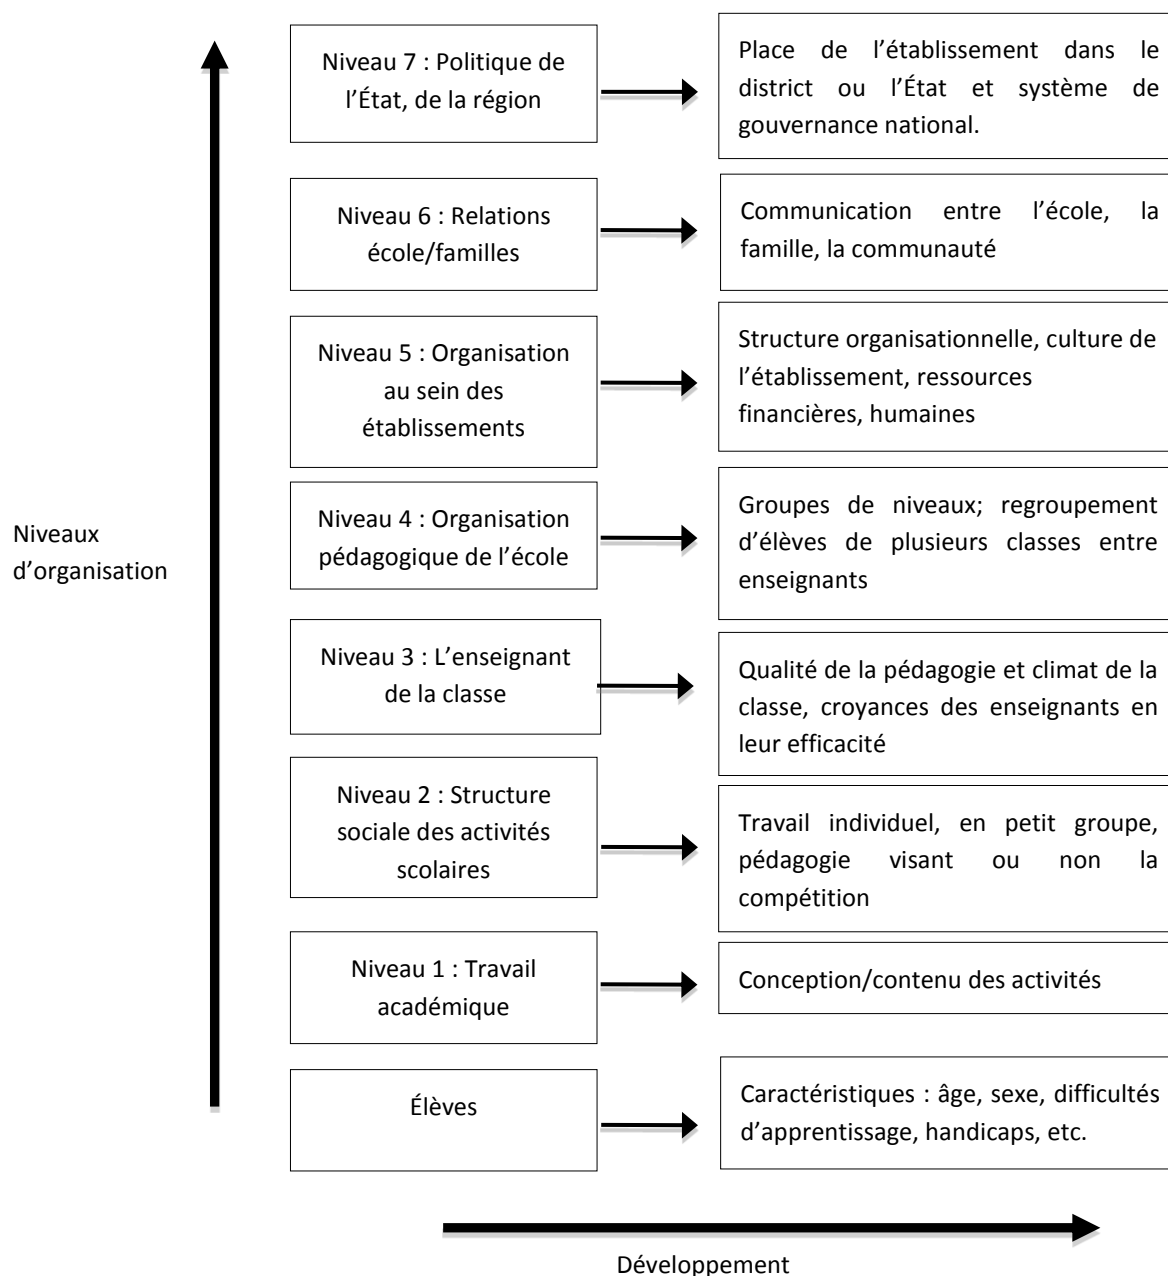 Niveau 7 : Politique de
l’État, de la région
Place de l’établissement dans le
district ou l’État et système de
gouvernance national.
Niveau 6 : Relations
école/familles
Communication entre l’école, la
famille, la communauté
Niveau 5 : Organisation
au sein des
établissements
Structure organisationnelle, culture de
l’établissement, ressources
financières, humaines
Niveaux
d’organisation
Niveau 4 : Organisation
pédagogique de l’école
Groupes de niveaux; regroupement
d’élèves de plusieurs classes entre
enseignants
Niveau 3 : L’enseignant
de la classe
Qualité de la pédagogie et climat de la
classe, croyances des enseignants en
leur efficacité
Niveau 2 : Structure
sociale des activités
scolaires
Travail individuel, en petit groupe,
pédagogie visant ou non la
compétition
Niveau 1 : Travail
académique
Conception/contenu des activités
Élèves
Caractéristiques : âge, sexe, difficultés
d’apprentissage, handicaps, etc.
Développement